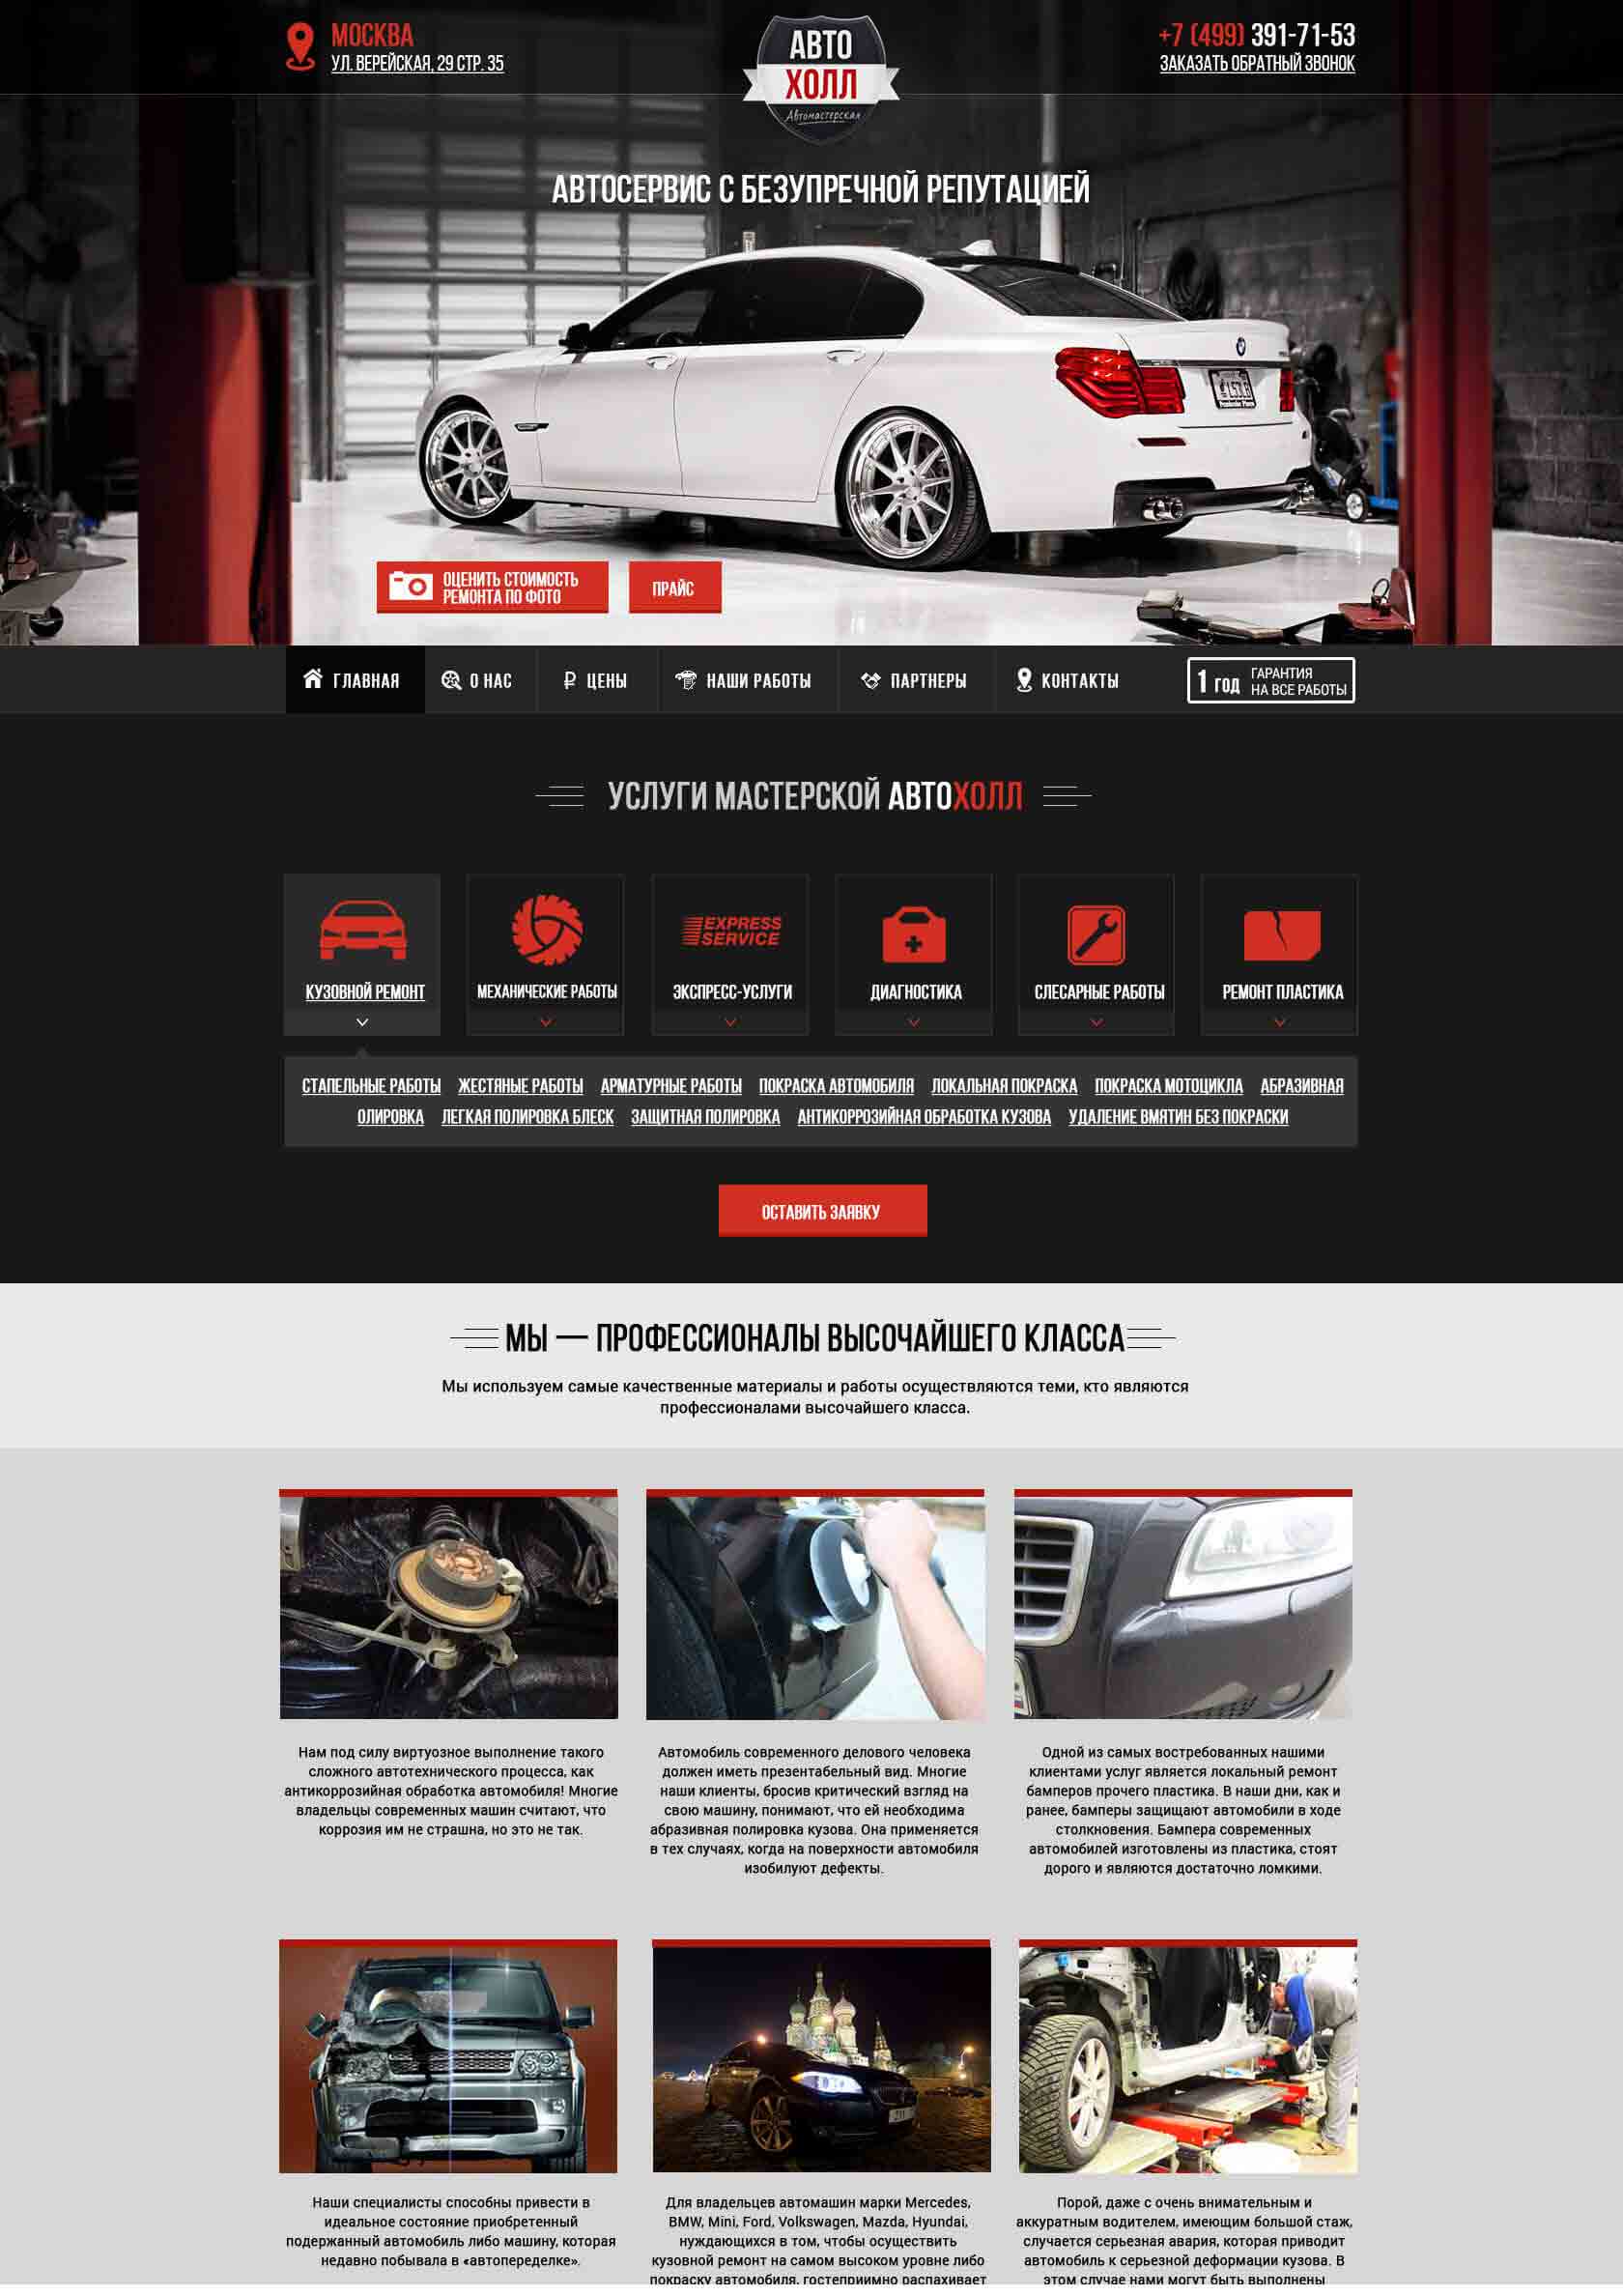 МОСКВА
УЛ. ВЕРЕЙСКАЯ, 29 СТР. 35
АВТО
ХОЛЛ
Автомастерская
+7 (499) 391-71-53
ЗАКАЗАТЬ ОБРАТНЫЙ ЗВОНОК
АВТОСЕРВИС С БЕЗУПРЕЧНОЙ РЕПУТАЦИЕЙ
ОЦЕНИТЬ СТОИМОСТЬ
РЕМОНТА ПО ФОТО
ПРАЙС
ГЛАВНАЯ
О НАС
ЦЕНЫ
НАШИ РАБОТЫ
ПАРТНЕРЫ
КОНТАКТЫ
1 ГОД
ГАРАНТИЯ
НА ВСЕ РАБОТЫ
УСЛУГИ МАСТЕРСКОЙ АВТОХОЛЛ
EXPRESS
SERVICE
КУЗОВНОЙ РЕМОНТ
МЕХАНИЧЕСКИЕ РАБОТЫ
ЭКСПРЕСС-УСЛУГИ
ДИАГНОСТИКА
СЛЕСАРНЫЕ РАБОТЫ
РЕМОНТ ПЛАСТИКА
СТАПЕЛЬНЫЕ РАБОТЫ ЖЕСТЯНЫЕ РАБОТЫ АРМАТУРНЫЕ РАБОТЫ ПОКРАСКА АВТОМОБИЛЯ ЛОКАЛЬНАЯ ПОКРАСКА ПОКРАСКА МОТОЦИКЛА АБРАЗИВНАЯ
ОЛИРОВКА ЛЕГКАЯ ПОЛИРОВКА БЛЕСК ЗАЩИТНАЯ ПОЛИРОВКА АНТИКОРРОЗИЙНАЯ ОБРАБОТКА КУЗОВА УДАЛЕНИЕ ВМЯТИН БЕЗ ПОКРАСКИ
ОСТАВИТЬ ЗАЯВКУ
МЫ — ПРОФЕССИОНАЛЫ ВЫСОЧАЙШЕГО КЛАССА
Мы используем самые качественные материалы и работы осуществляются теми, кто являются
профессионалами высочайшего класса.
Нам под силу виртуозное выполнение такого
сложного автотехнического процесса, как
антикоррозийная обработка автомобиля! Многие
владельцы современных машин считают, что
коррозия им не страшна, но это не так.
Автомобиль современного делового человека
должен иметь презентабельный вид. Многие
наши клиенты, бросив критический взгляд на
свою машину, понимают, что ей необходима
абразивная полировка кузова. Она применяется
в тех случаях, когда на поверхности автомобиля
изобилуют дефекты.
Одной из самых востребованных нашими
клиентами услуг является локальный ремонт
бамперов прочего пластика. В наши дни, как и
ранее, бамперы защищают автомобили в ходе
столкновения. Бампера современных
автомобилей изготовлены из пластика, стоят
дорого и являются достаточно ломкими.
Наши специалисты способны привести в
идеальное состояние приобретенный
подержанный автомобиль либо машину, которая
недавно побывала в «автопеределке».
Для владельцев автомашин марки Mercedes,
BMW, Mini, Ford, Volkswagen, Mazda, Hyundai,
нуждающихся в том, чтобы осуществить
кузовной ремонт на самом высоком уровне либо
покраску автомобиля, гостеприимно распахивает
Порой, даже с очень внимательным и
аккуратным водителем, имеющим большой стаж,
случается серьезная авария, которая приводит
автомобиль к серьезной деформации кузова. В
этом случае нами могут быть выполнены